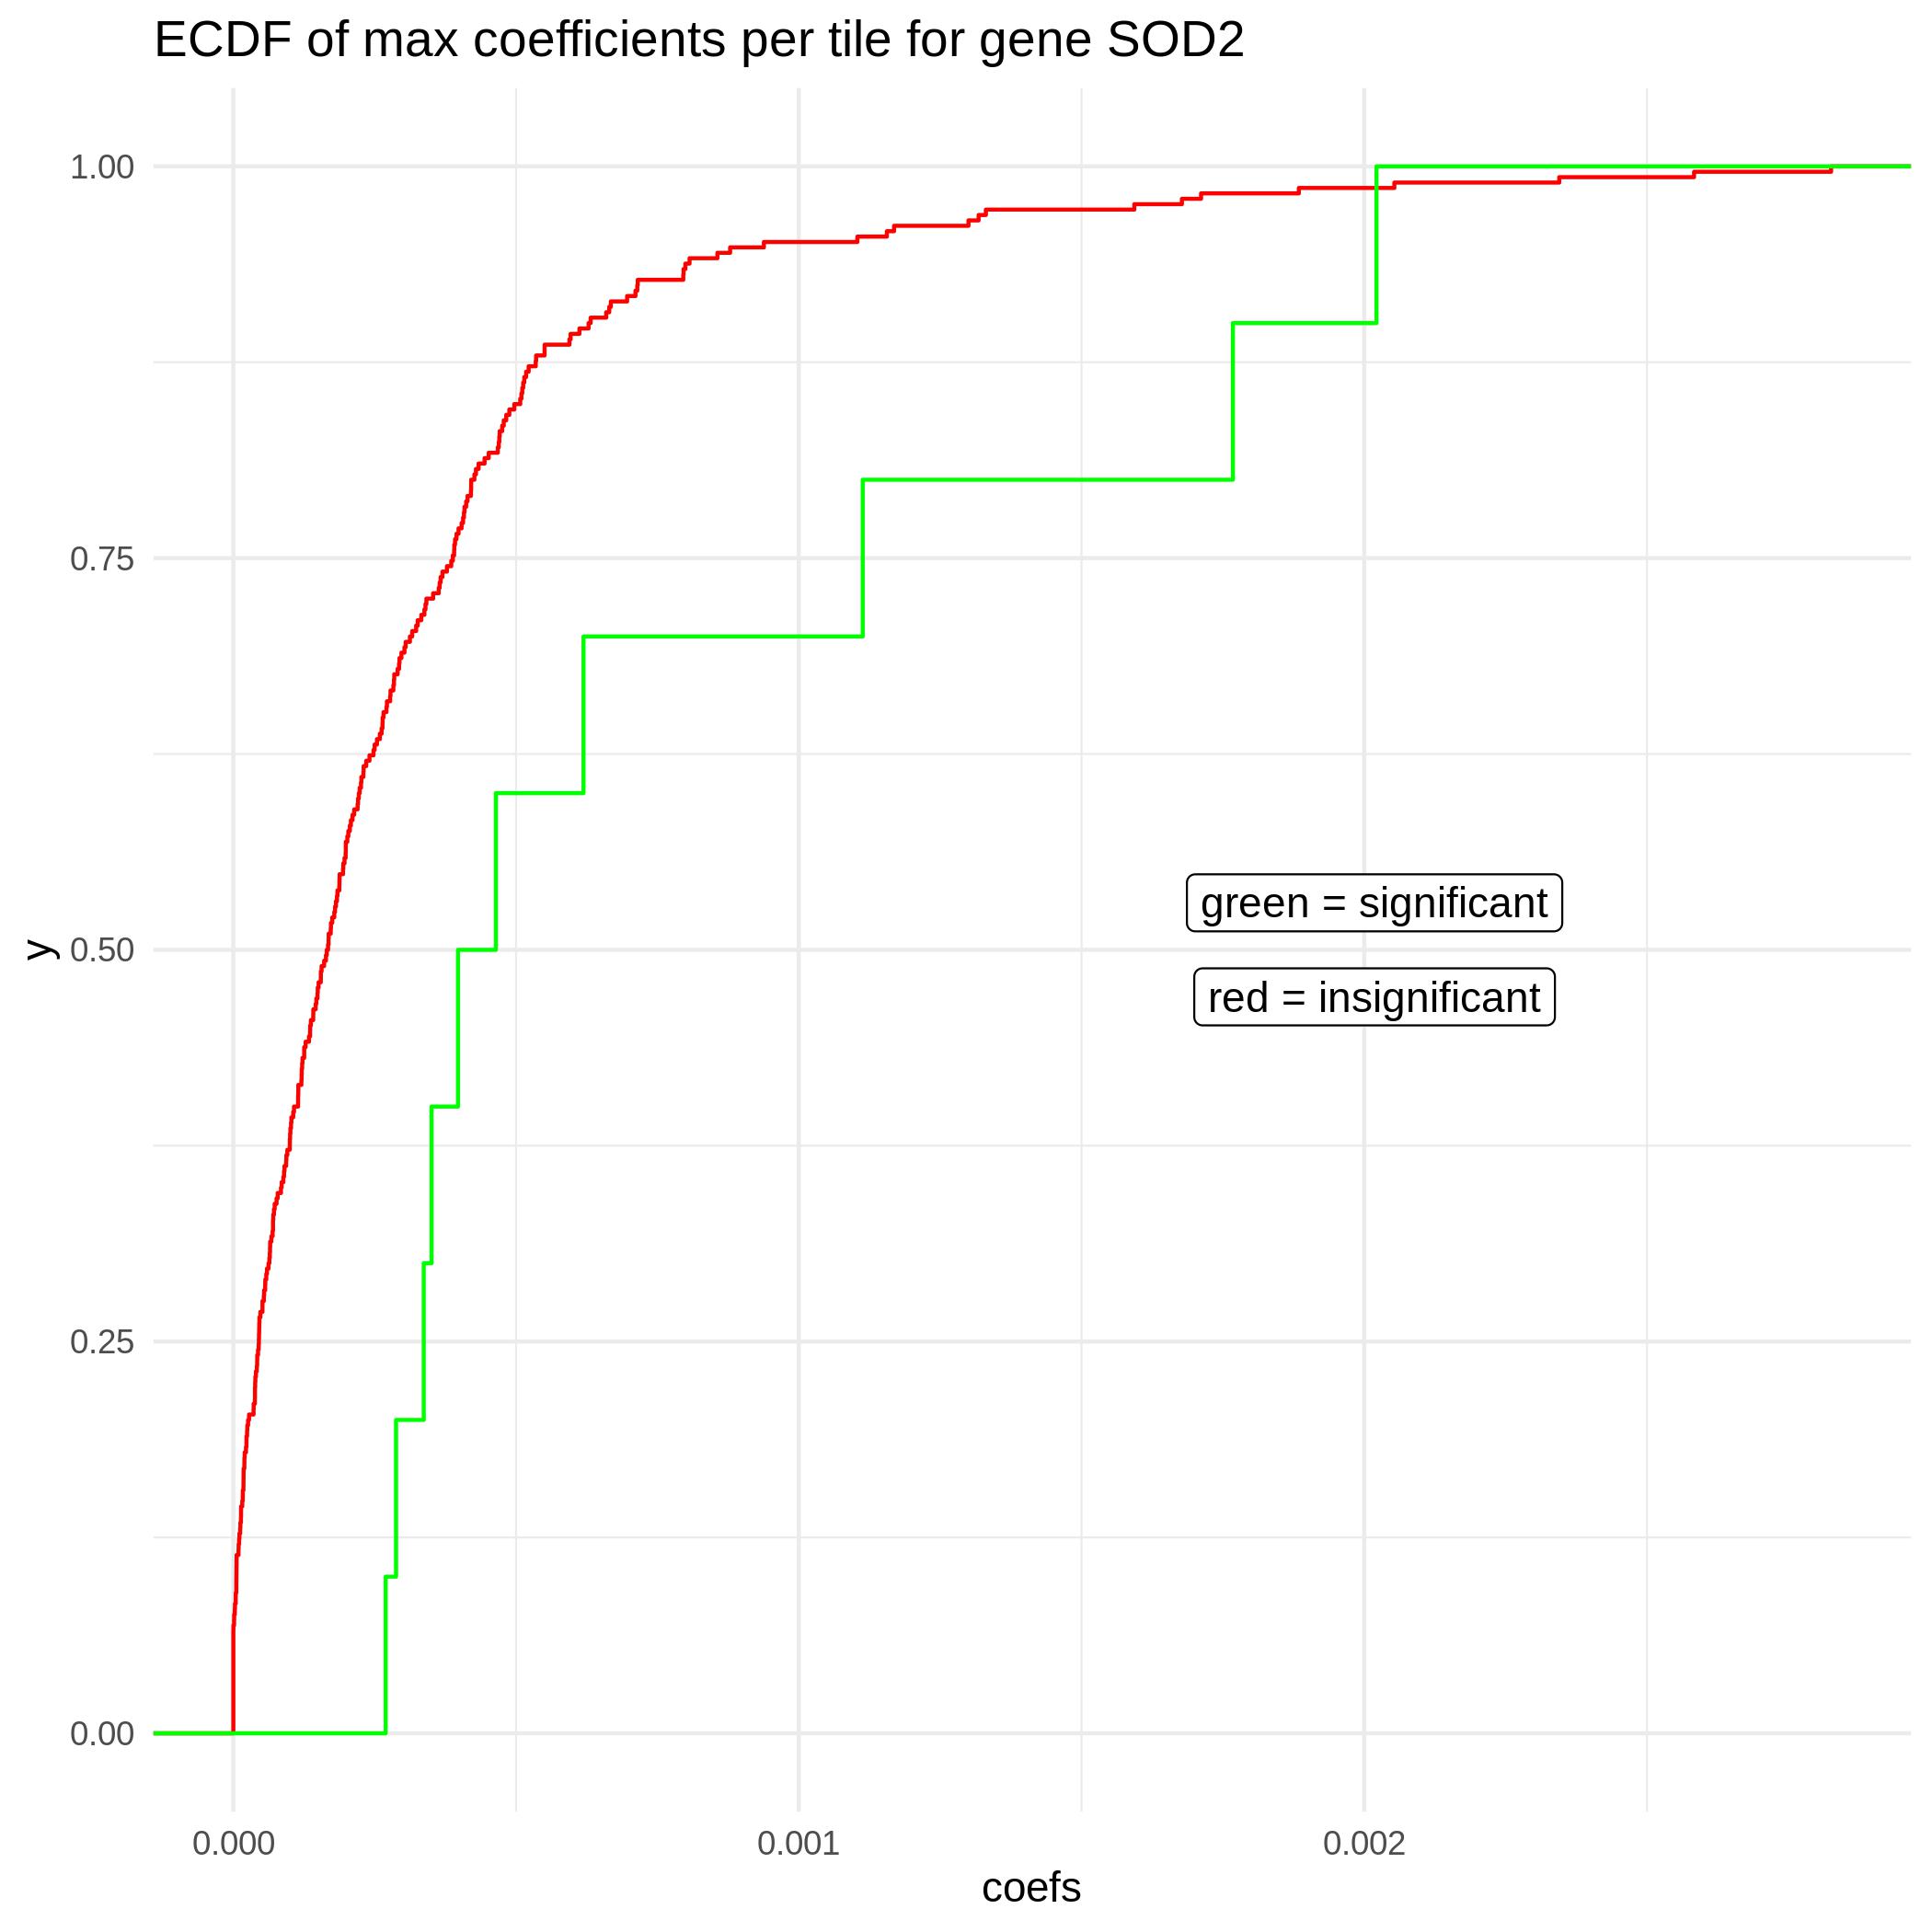 ECDF of max coefficients per tile for gene SOD2
1.00
0.75
0.50
0.25
0.00
y
green = significant
red = insignificant
0.000 0.001 0.002
coefs